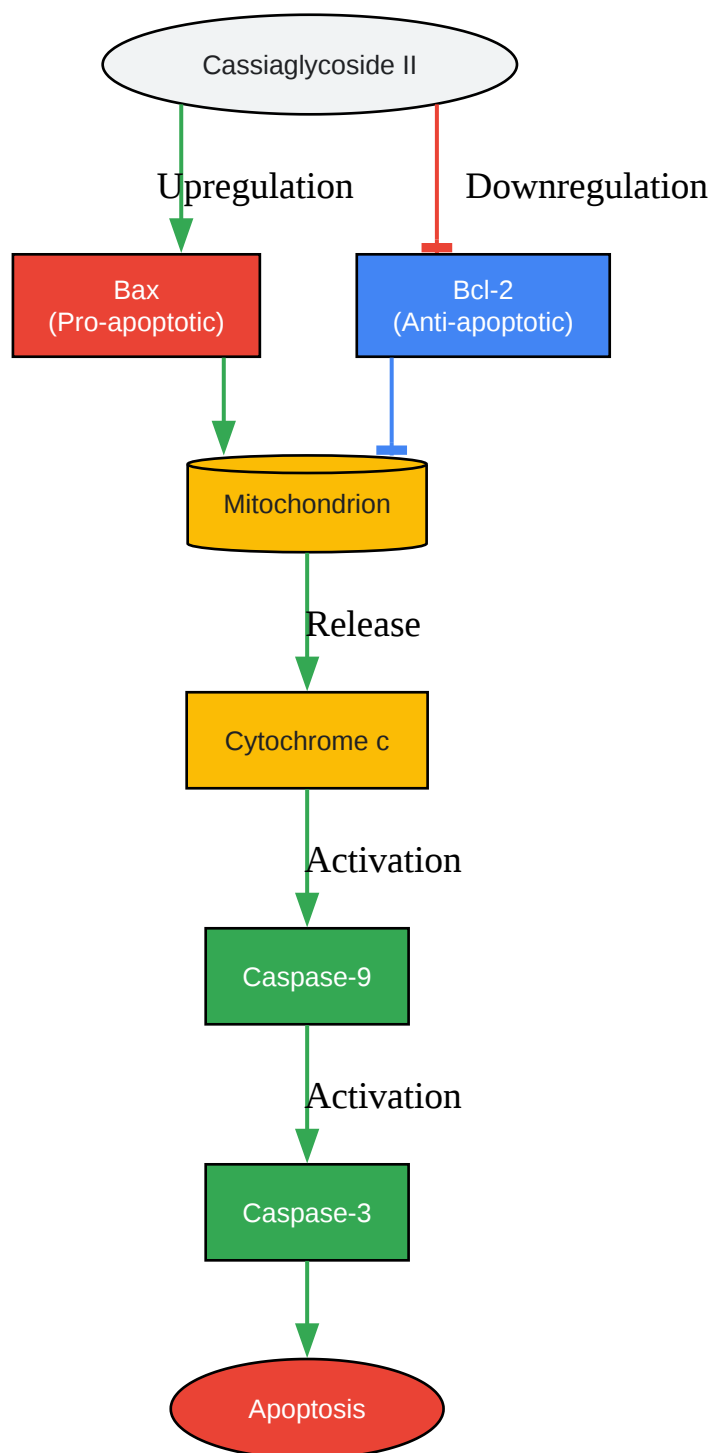 Cassiaglycoside II
Upregulation
Downregulation
Bax
(Pro-apoptotic)
Bcl-2
(Anti-apoptotic)
Mitochondrion
Release
Cytochrome c
Activation
Caspase-9
Activation
Caspase-3
Apoptosis